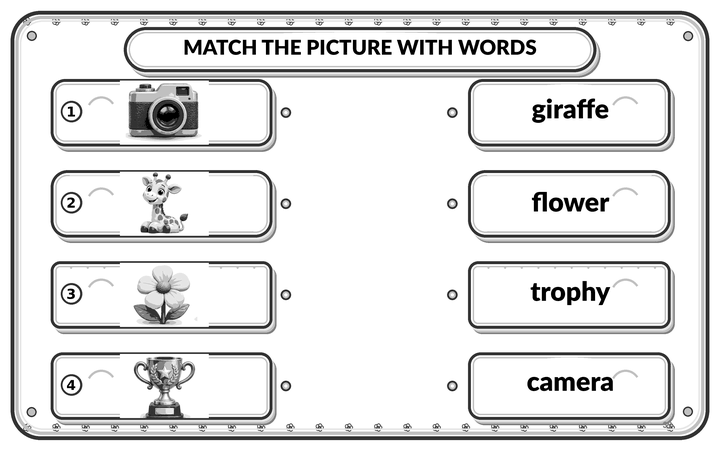 MATCH THE PICTURE WITH WORDS
1
giraffe
2
flower
3
trophy
4
camera